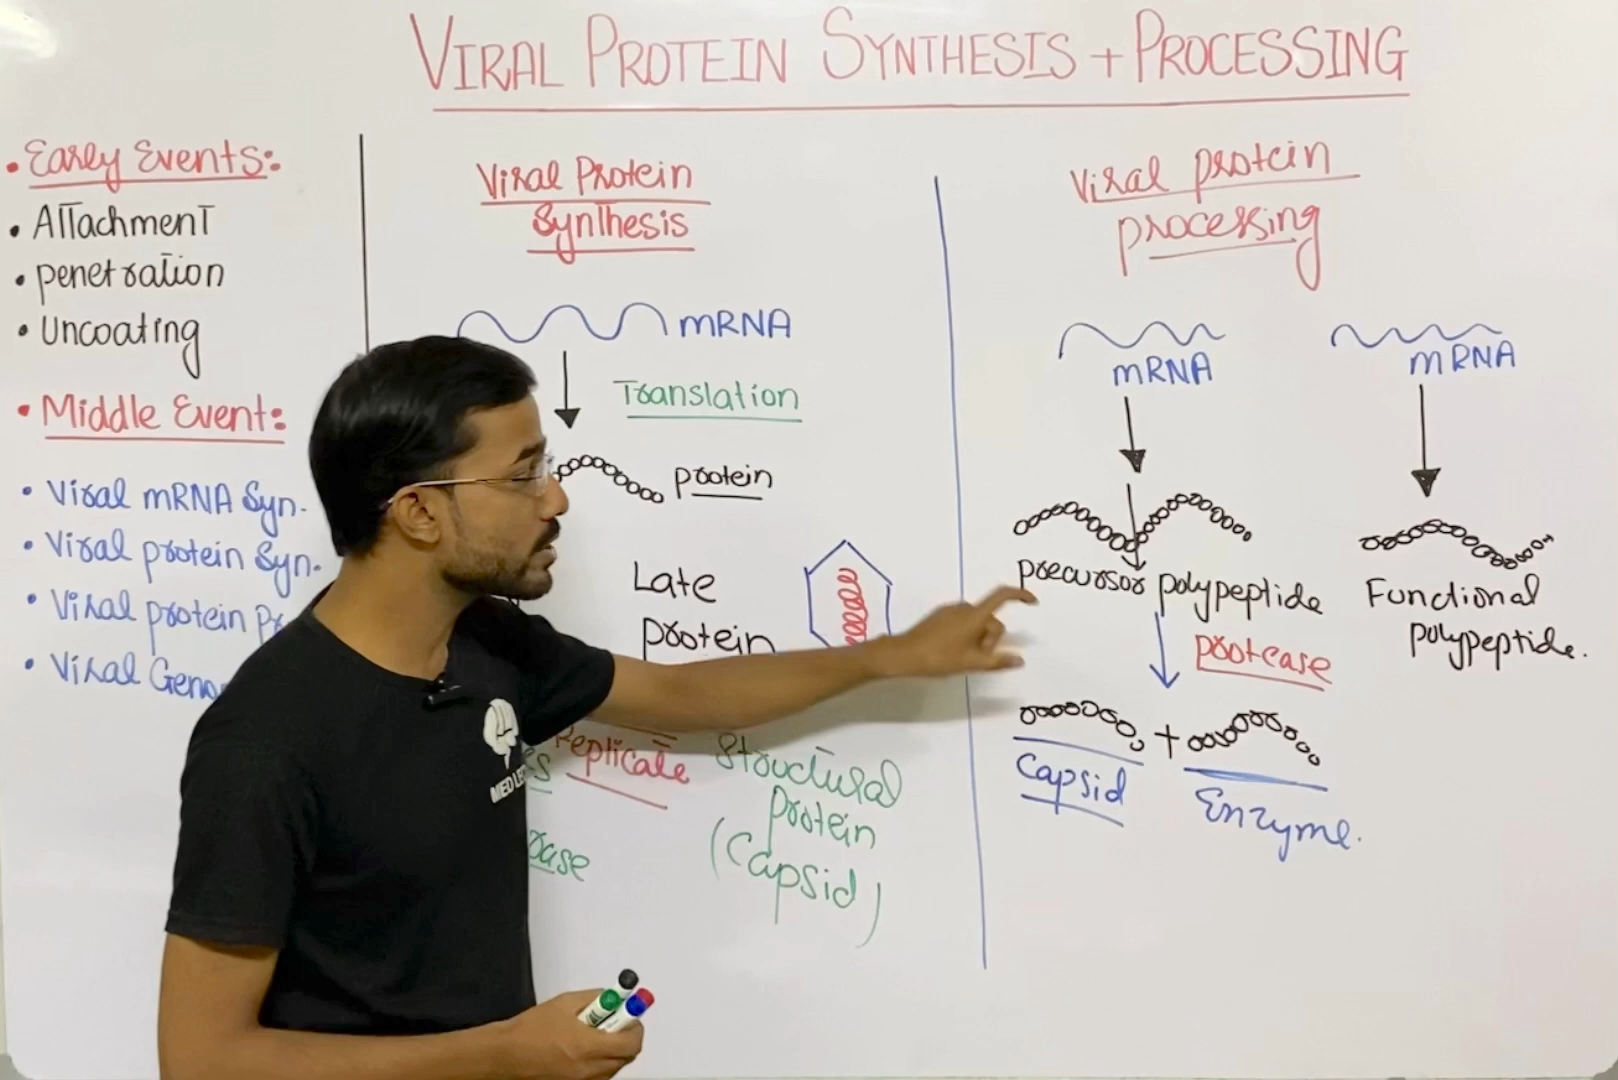 VIRAL PROTEIN SYNTHESIS + PROCESSING
• Early Events:
• Attachment
• penetration
• Uncoating
• Middle Event:
• Viral mRNA Syn.
• Viral protein Syn.
• Viral protein
• Viral
Viral Protein
Synthesis
mRNA
Translation
protein
Late
protein
Replicate
Structural
protein
(Capsid)
MED
Viral protein
processing
mRNA
mRNA
precursor polypeptide
Functional
polypeptide.
protease
+
Capsid
Enzyme.